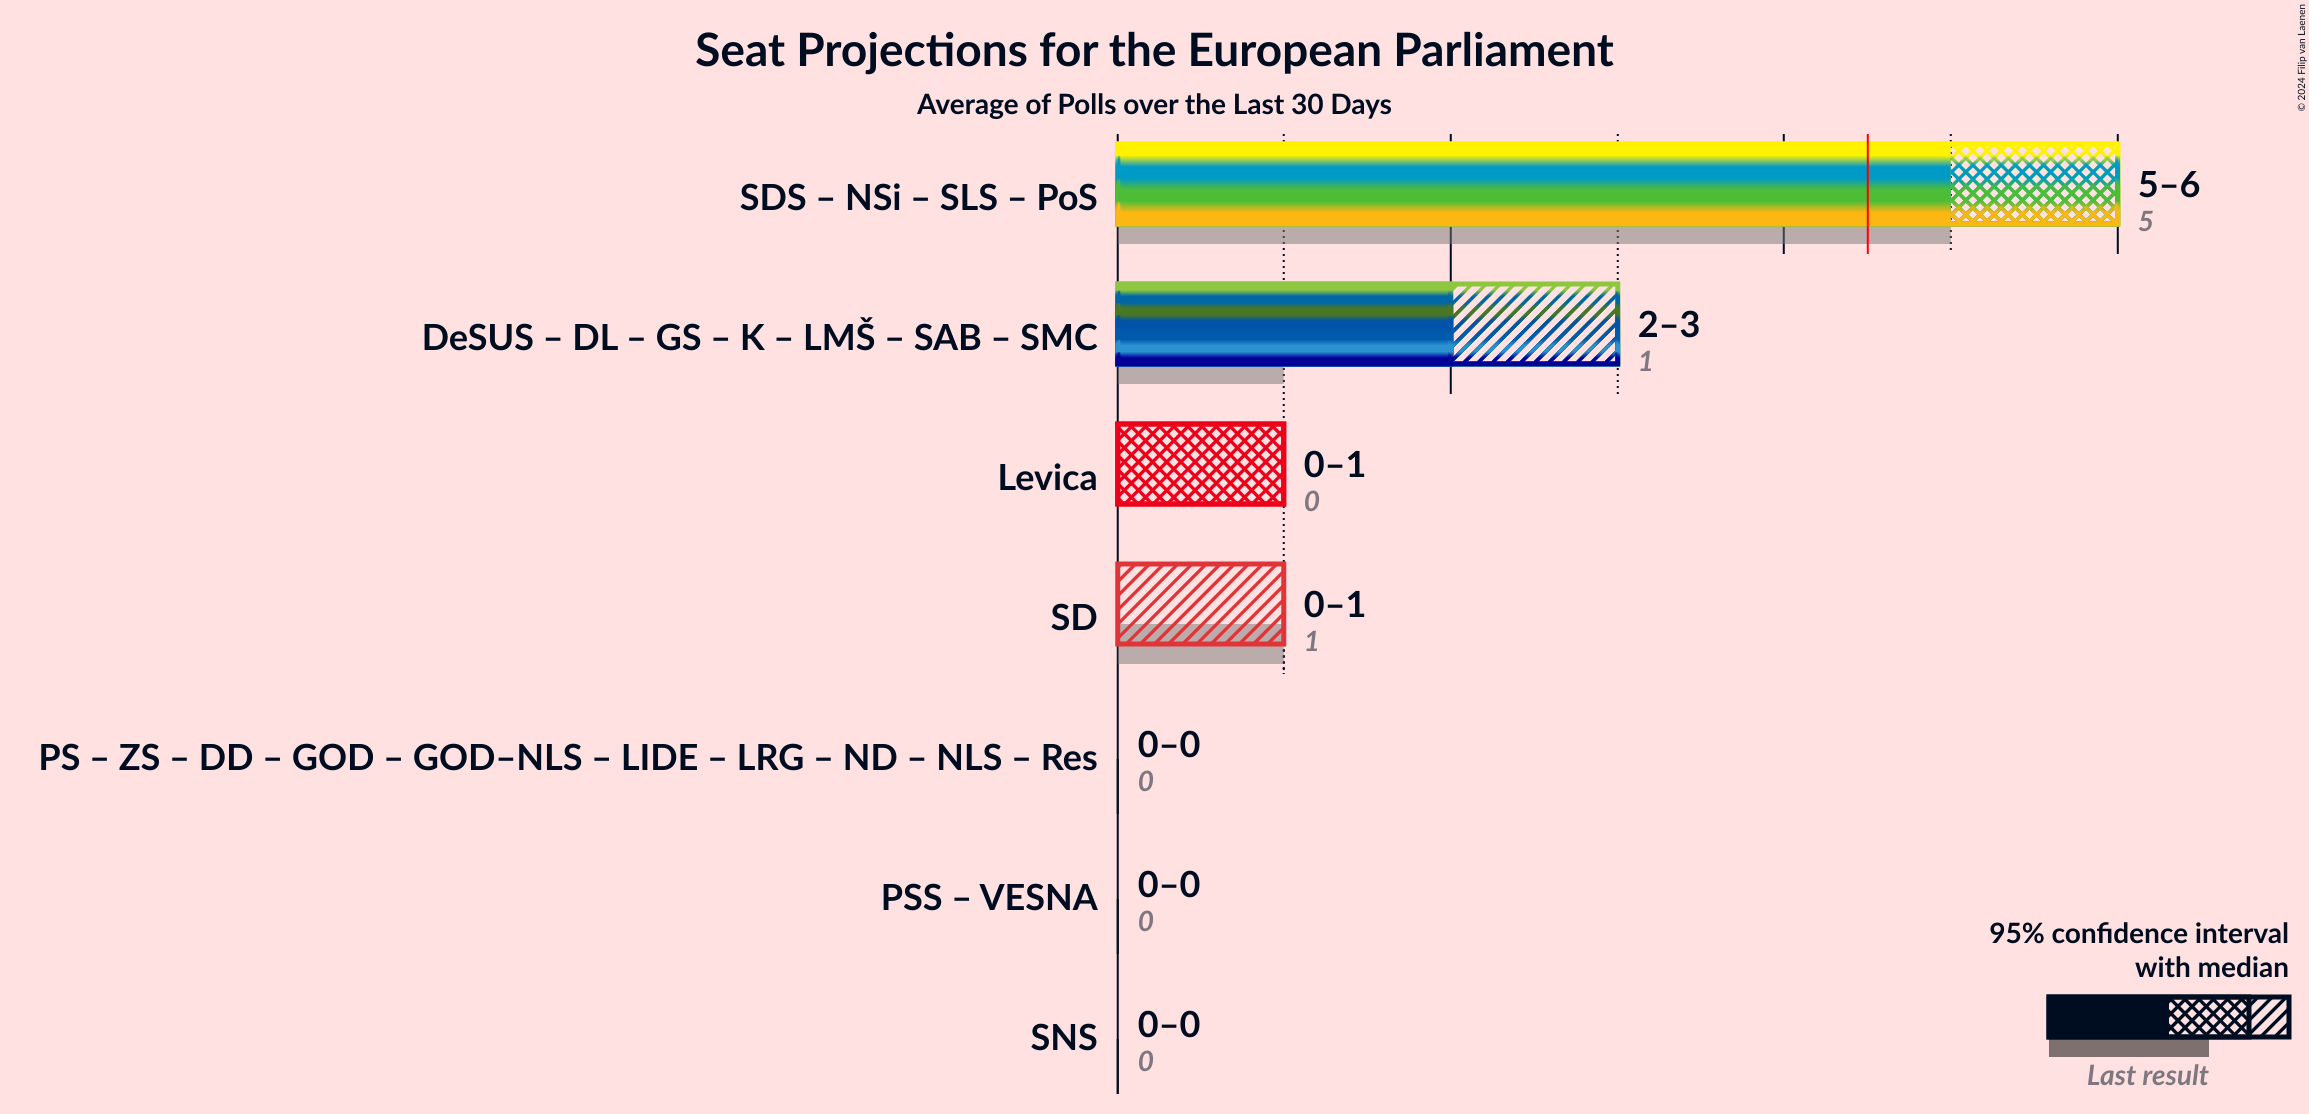 Seat Projections for the European Parliament
Average of Polls over the Last 30 Days
© 2024 Filip van Laenen
SDS – NSi – SLS – PoS
5–6
5
DeSUS – DL – GS – K – LMŠ – SAB – SMC
2–3
1
Levica
0–1
0
SD
0–1
1
PS – ZS – DD – GOD – GOD–NLS – LIDE – LRG – ND – NLS – Res
0–0
0
PSS – VESNA
0–0
0
SNS
0–0
0
95% confidence interval
with median
Last result